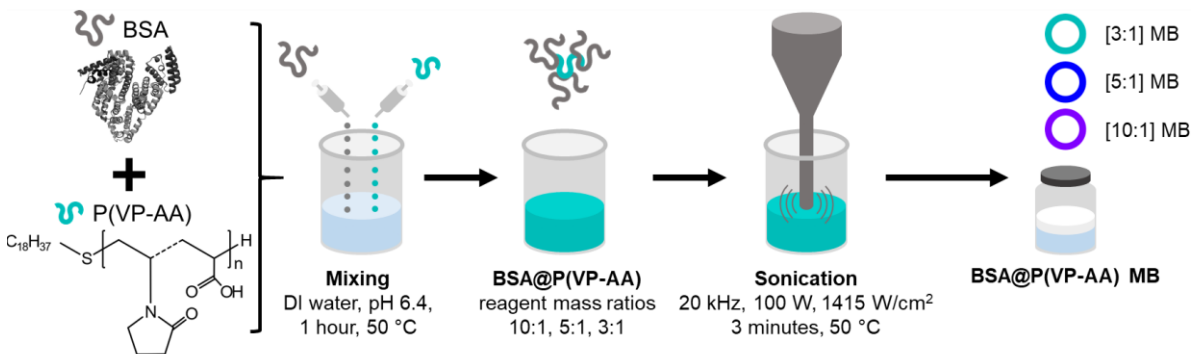 BSA
P(VP-AA)
C18H37
S
H
n
OH
O
N
O
Mixing
DI water, pH 6.4,
1 hour, 50 °C
BSA@P(VP-AA)
reagent mass ratios
10:1, 5:1, 3:1
Sonication
20 kHz, 100 W, 1415 W/cm²
3 minutes, 50 °C
[3:1] MB
[5:1] MB
[10:1] MB
BSA@P(VP-AA) MB